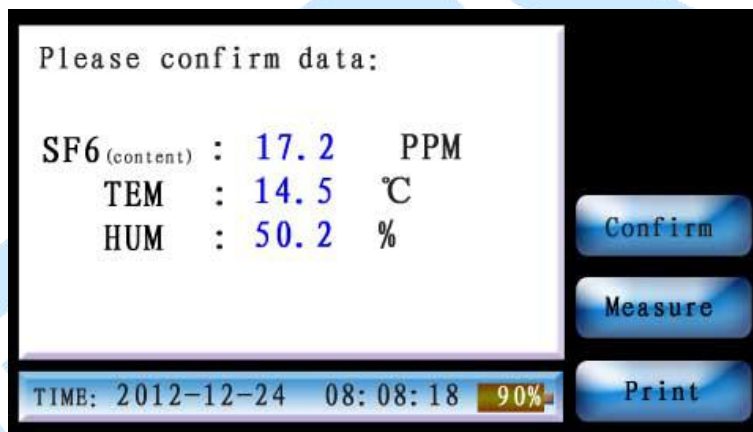 Please confirm data:
SF6(content) : 17.2 PPM
TEM : 14.5 ℃
HUM : 50.2 %
Confirm
Measure
Print
TIME: 2012-12-24 08:08:18 90%